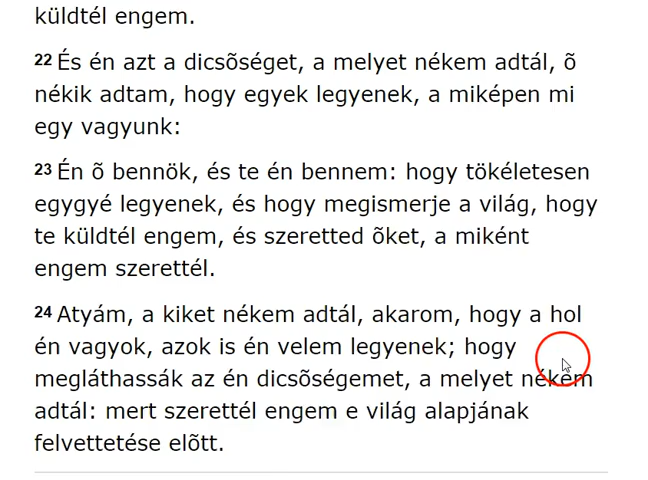 küldtél engem.
22 És én azt a dicsõséget, a melyet nékem adtál, õ
nékik adtam, hogy egyek legyenek, a miképen mi
egy vagyunk:
23 Én õ bennök, és te én bennem: hogy tökéletesen
egygyé legyenek, és hogy megismerje a világ, hogy
te küldtél engem, és szeretted õket, a miként
engem szerettél.
24 Atyám, a kiket nékem adtál, akarom, hogy a hol
én vagyok, azok is én velem legyenek; hogy
megláthassák az én dicsõségemet, a melyet nékem
adtál: mert szerettél engem e világ alapjának
felvettetése elõtt.